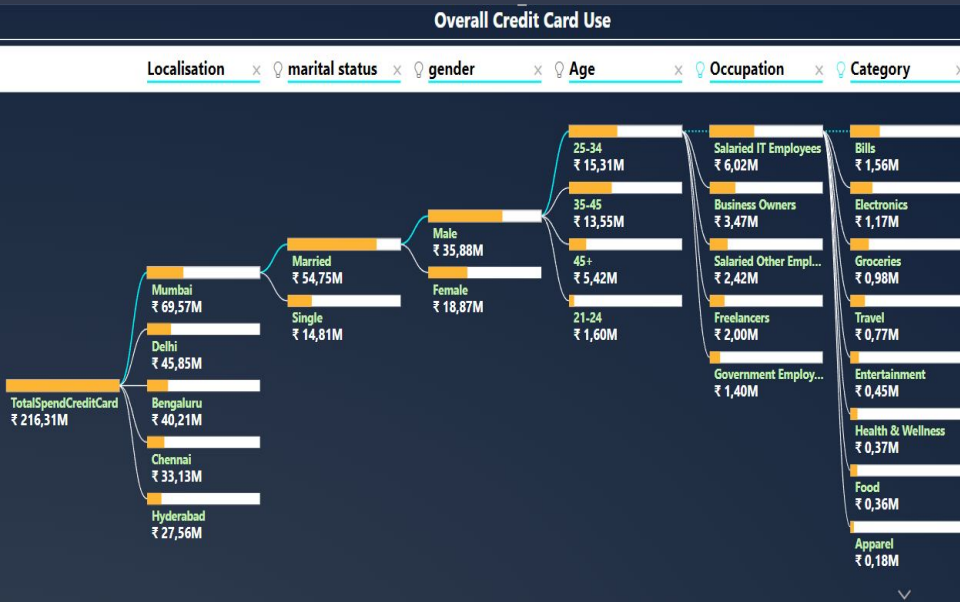 Overall Credit Card Use
Localisation × marital status × gender × Age × Occupation × Category ×
TotalSpendCreditCard
₹ 216,31M
Mumbai
₹ 69,57M
Delhi
₹ 45,85M
Bengaluru
₹ 40,21M
Chennai
₹ 33,13M
Hyderabad
₹ 27,56M
Married
₹ 54,75M
Single
₹ 14,81M
Male
₹ 35,88M
Female
₹ 18,87M
25-34
₹ 15,31M
35-45
₹ 13,55M
45+
₹ 5,42M
21-24
₹ 1,60M
Salaried IT Employees
₹ 6,02M
Business Owners
₹ 3,47M
Salaried Other Empl...
₹ 2,42M
Freelancers
₹ 2,00M
Government Employ...
₹ 1,40M
Bills
₹ 1,56M
Electronics
₹ 1,17M
Groceries
₹ 0,98M
Travel
₹ 0,77M
Entertainment
₹ 0,45M
Health & Wellness
₹ 0,37M
Food
₹ 0,36M
Apparel
₹ 0,18M